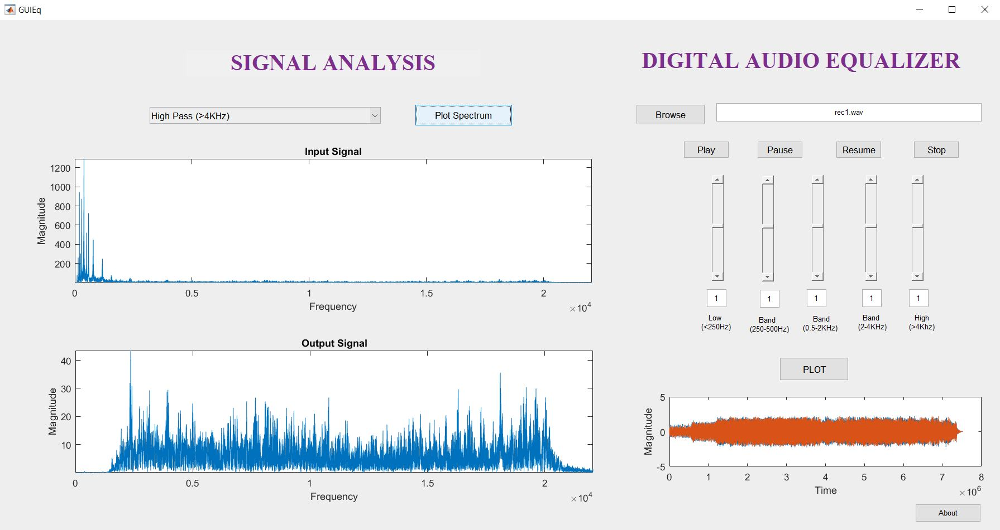 GUIEq
SIGNAL ANALYSIS
High Pass (>4KHz)
Plot Spectrum
Input Signal
Magnitude
1200
1000
800
600
400
200
0 0.5 1 1.5 2
Frequency
×10^4
Output Signal
Magnitude
40
30
20
10
0 0.5 1 1.5 2
Frequency
×10^4
DIGITAL AUDIO EQUALIZER
Browse
rec1.wav
Play Pause Resume Stop
1 1 1 1 1
Low
(<250Hz)
Band
(250-500Hz)
Band
(0.5-2KHz)
Band
(2-4KHz)
High
(>4Khz)
PLOT
Magnitude
5
0
-5
0 1 2 3 4 5 6 7 8
Time
×10^6
About